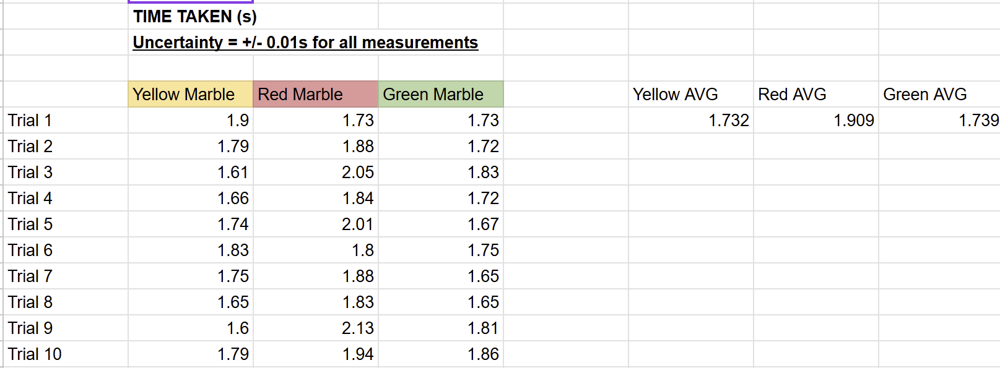 TIME TAKEN (s)
Uncertainty = +/- 0.01s for all measurements
Yellow Marble Red Marble Green Marble Yellow AVG Red AVG Green AVG
Trial 1 1.9 1.73 1.73 1.732 1.909 1.739
Trial 2 1.79 1.88 1.72
Trial 3 1.61 2.05 1.83
Trial 4 1.66 1.84 1.72
Trial 5 1.74 2.01 1.67
Trial 6 1.83 1.8 1.75
Trial 7 1.75 1.88 1.65
Trial 8 1.65 1.83 1.65
Trial 9 1.6 2.13 1.81
Trial 10 1.79 1.94 1.86